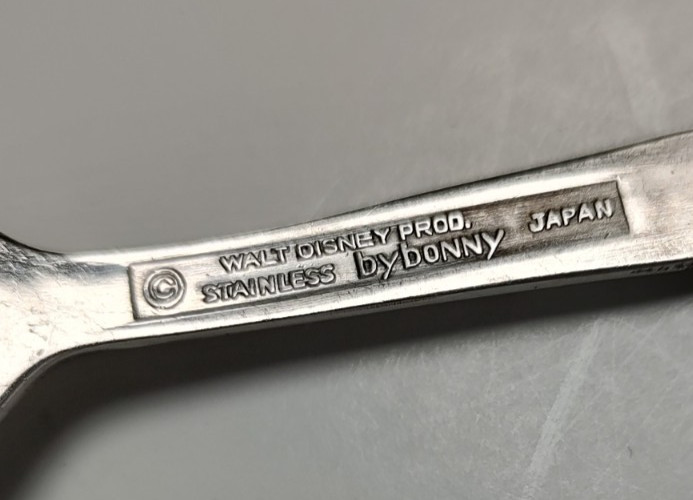 © WALT DISNEY PROD.
STAINLESS by bonny JAPAN